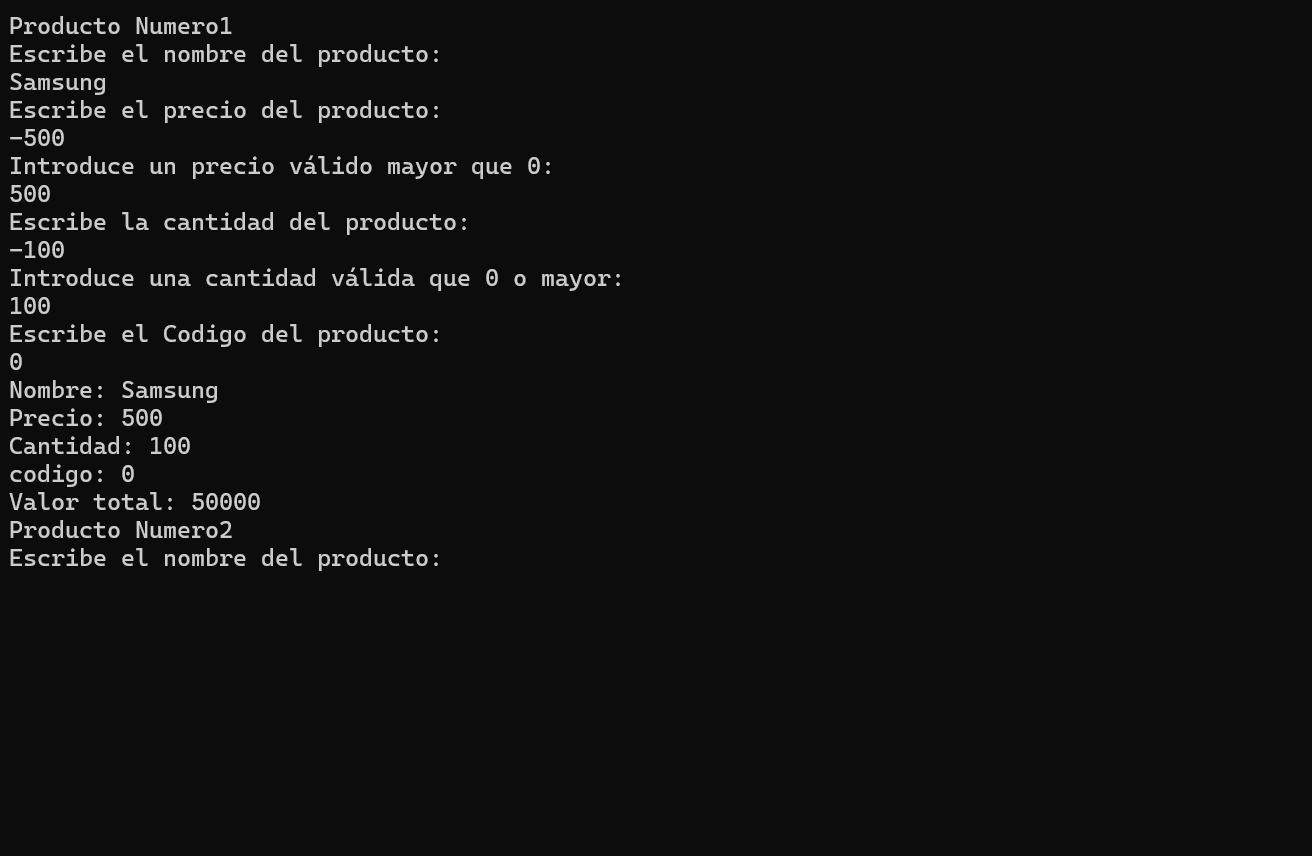 Producto Numero1
Escribe el nombre del producto:
Samsung
Escribe el precio del producto:
-500
Introduce un precio válido mayor que 0:
500
Escribe la cantidad del producto:
-100
Introduce una cantidad válida que 0 o mayor:
100
Escribe el Codigo del producto:
0
Nombre: Samsung
Precio: 500
Cantidad: 100
codigo: 0
Valor total: 50000
Producto Numero2
Escribe el nombre del producto: